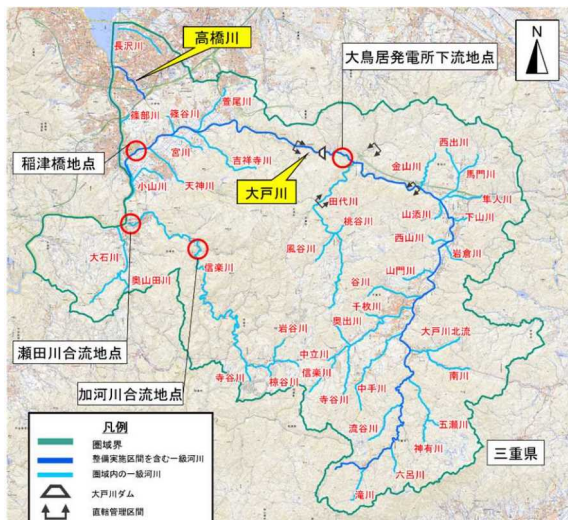 高橋川
長沢川
大鳥居発電所下流地点
N
菅尾川
篠谷川
篠部川
稲津橋地点
宮川
吉祥寺川
西出川
金山川
馬門川
小山川
天神川
大戸川
田代川
隼人川
桃谷川
山添川
下山川
風谷川
西山川
岩倉川
大石川
奥山田川
信楽川
山門川
谷川
千枚川
瀬田川合流地点
岩谷川
奥出川
大戸川北流
加河川合流地点
中立川
信楽川
南川
寺谷川
椋谷川
中手川
寺谷川
五瀬川
流谷川
神有川
三重県
六呂川
滝川
凡例
圏域界
整備実施区間を含む一級河川
圏域内の一級河川
大戸川ダム
直轄管理区間